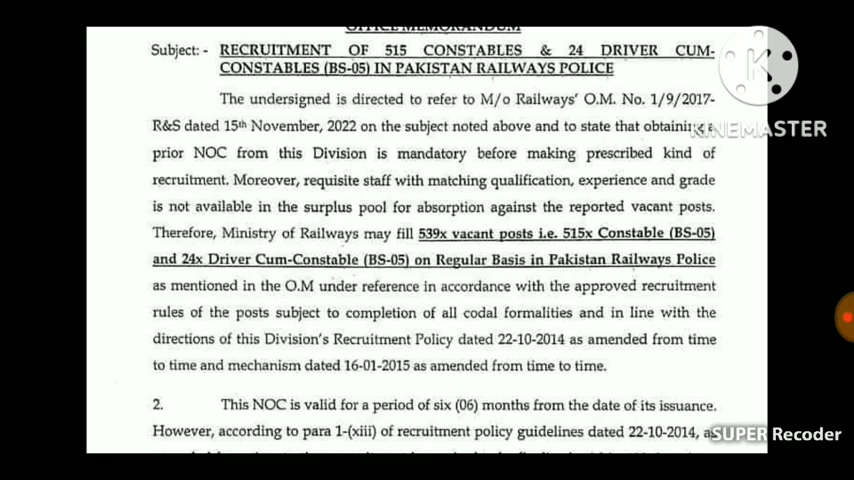 OFFICE MEMORANDUM
Subject: - RECRUITMENT OF 515 CONSTABLES & 24 DRIVER CUM-
CONSTABLES (BS-05) IN PAKISTAN RAILWAYS POLICE
The undersigned is directed to refer to M/o Railways' O.M. No. 1/9/2017-
R&S dated 15th November, 2022 on the subject noted above and to state that obtaining a
prior NOC from this Division is mandatory before making prescribed kind of
recruitment. Moreover, requisite staff with matching qualification, experience and grade
is not available in the surplus pool for absorption against the reported vacant posts.
Therefore, Ministry of Railways may fill 539x vacant posts i.e. 515x Constable (BS-05)
and 24x Driver Cum-Constable (BS-05) on Regular Basis in Pakistan Railways Police
as mentioned in the O.M under reference in accordance with the approved recruitment
rules of the posts subject to completion of all codal formalities and in line with the
directions of this Division's Recruitment Policy dated 22-10-2014 as amended from time
to time and mechanism dated 16-01-2015 as amended from time to time.
2. This NOC is valid for a period of six (06) months from the date of its issuance.
However, according to para 1-(xiii) of recruitment policy guidelines dated 22-10-2014, as
K
KINEMASTER
SUPER Recoder